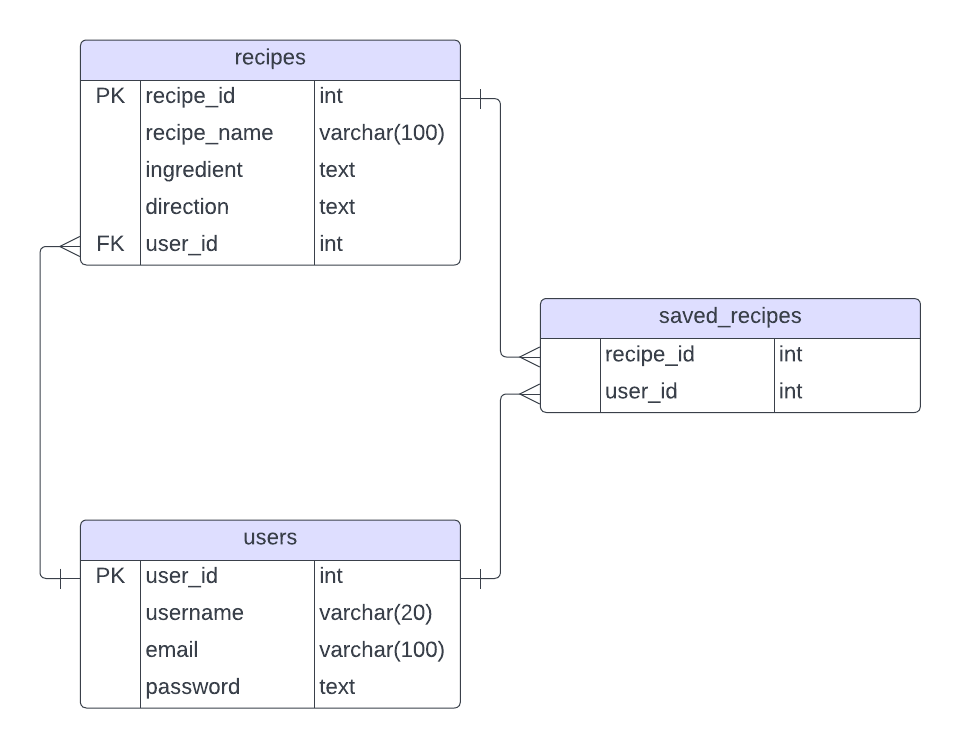 recipes
PK recipe_id int
recipe_name varchar(100)
ingredient text
direction text
FK user_id int
saved_recipes
recipe_id int
user_id int
users
PK user_id int
username varchar(20)
email varchar(100)
password text